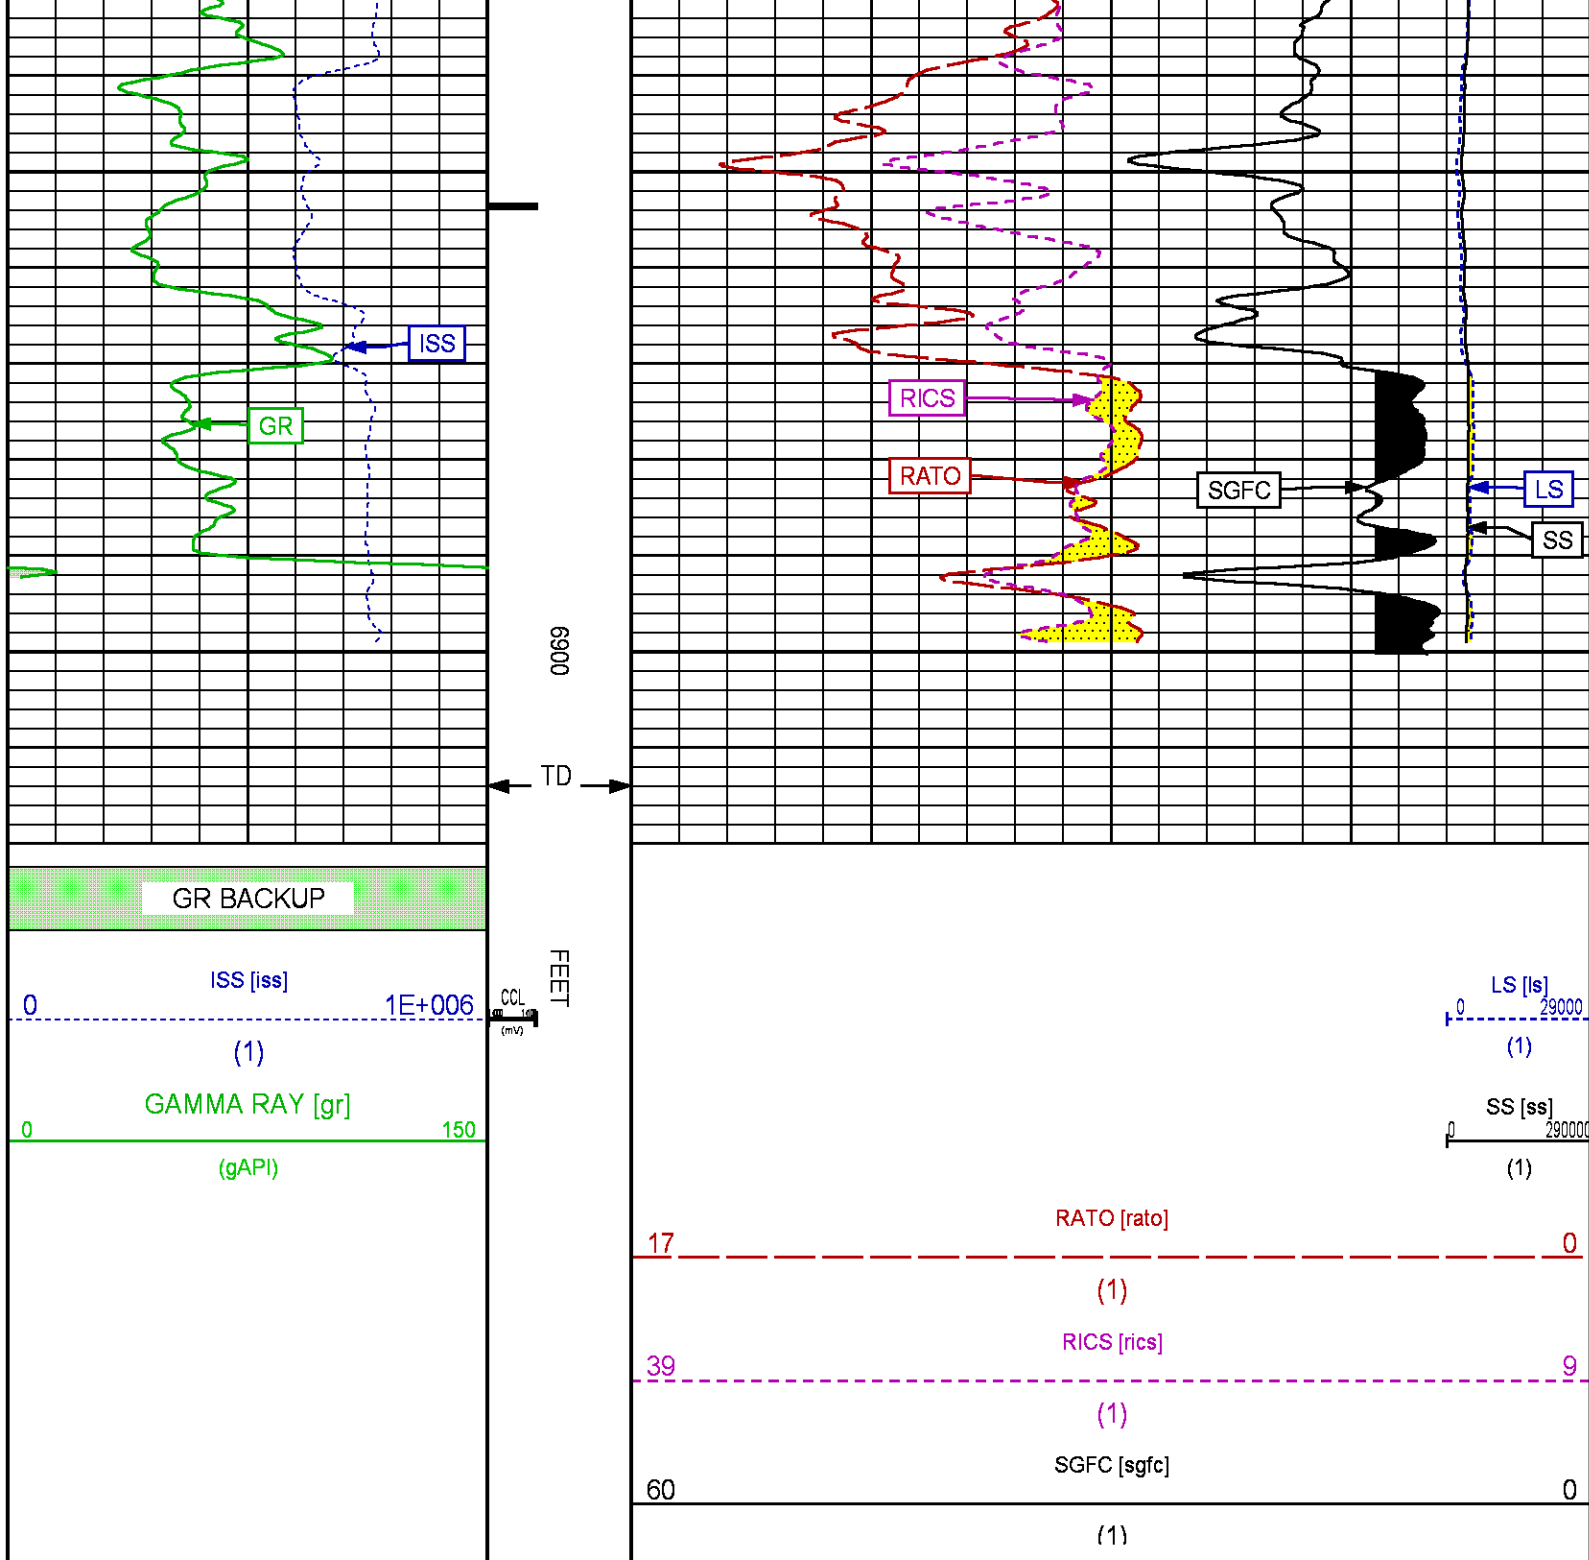 ISS
GR
RICS
RATO
SGFC
LS
SS
6900
TD
GR BACKUP
FEET
ISS [iss]
0 1E+006
(1)
GAMMA RAY [gr]
0 150
(gAPI)
CCL
(mV)
LS [ls]
0 29000
(1)
SS [ss]
0 290000
(1)
RATO [rato]
17 0
(1)
RICS [rics]
39 9
(1)
SGFC [sgfc]
60 0
(1)